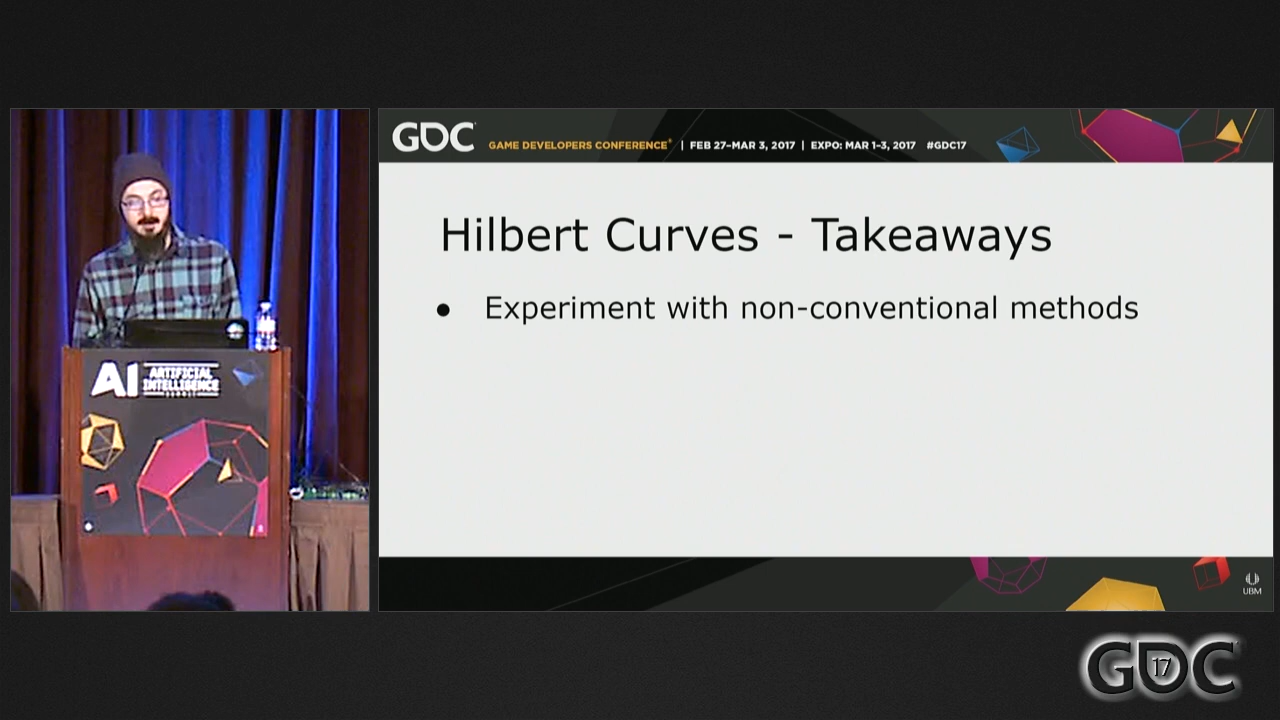 GDC
GAME DEVELOPERS CONFERENCE® | FEB 27–MAR 3, 2017 | EXPO: MAR 1–3, 2017 #GDC17
Hilbert Curves - Takeaways
● Experiment with non-conventional methods
AI ARTIFICIAL
INTELLIGENCE
UBM
GDC 17